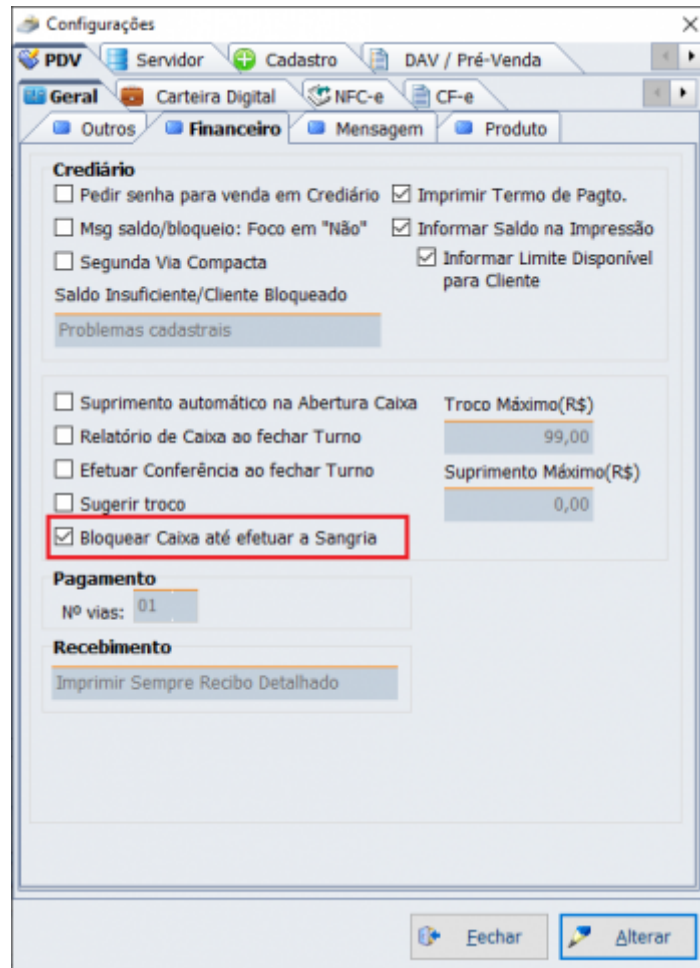 Configurações
PDV Servidor Cadastro DAV / Pré-Venda
Geral Carteira Digital NFC-e CF-e
Outros Financeiro Mensagem Produto
Crediário
Pedir senha para venda em Crediário Imprimir Termo de Pagto.
Msg saldo/bloqueio: Foco em "Não" Informar Saldo na Impressão
Segunda Via Compacta Informar Limite Disponível
para Cliente
Saldo Insuficiente/Cliente Bloqueado
Problemas cadastrais
Suprimento automático na Abertura Caixa Troco Máximo(R$)
Relatório de Caixa ao fechar Turno 99,00
Efetuar Conferência ao fechar Turno Suprimento Máximo(R$)
Sugerir troco 0,00
Bloquear Caixa até efetuar a Sangria
Pagamento
Nº vias: 01
Recebimento
Imprimir Sempre Recibo Detalhado
Fechar Alterar